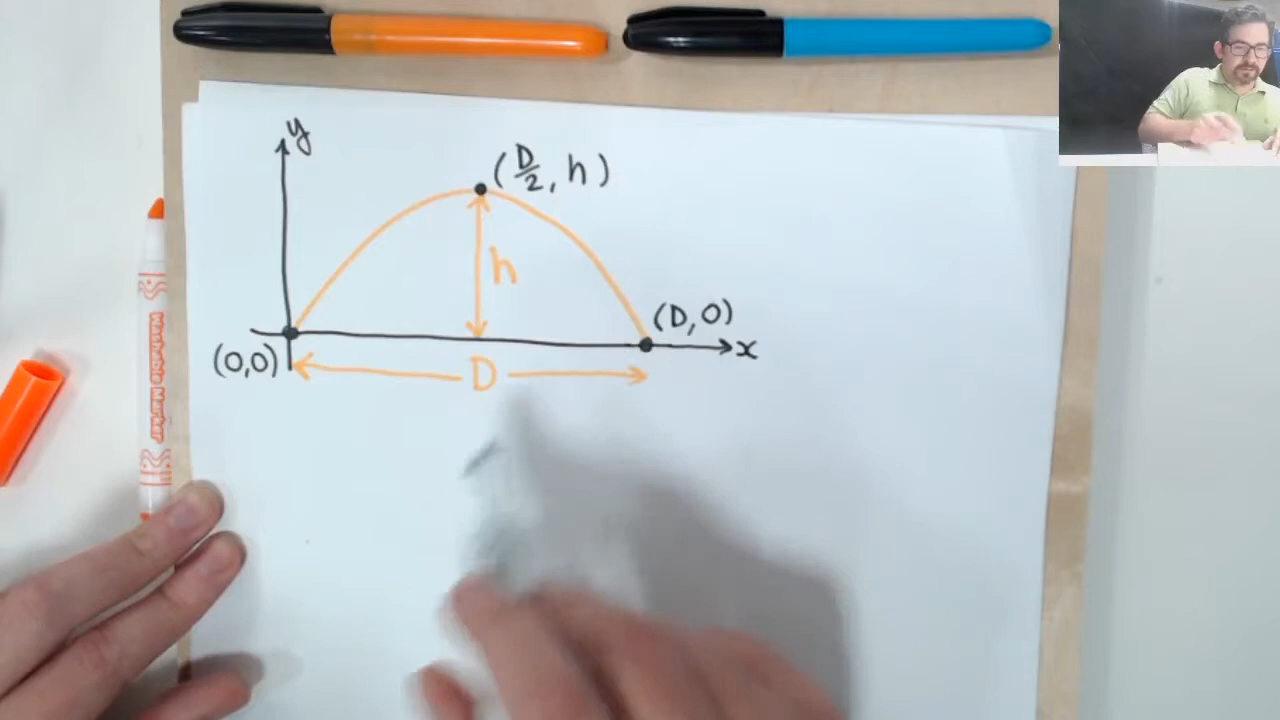 y
(D/2, h)
h
(D,0)
x
(0,0)
D
Washable Marker